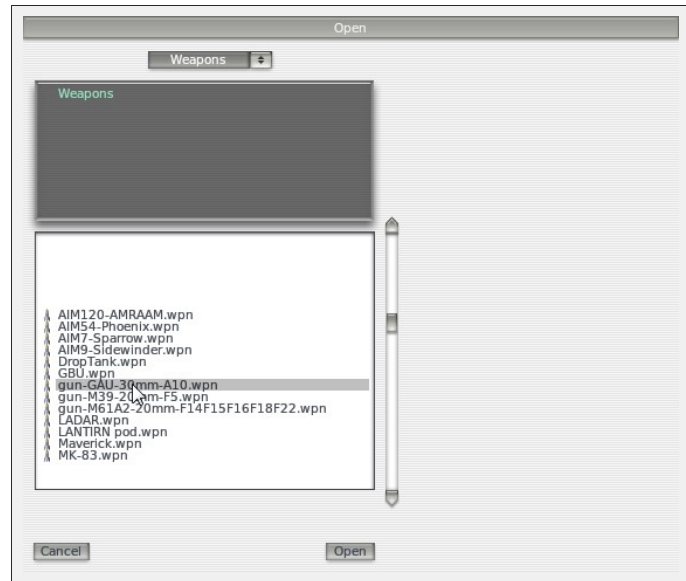 Open
Weapons
Weapons
AIM120-AMRAAM.wpn
AIM54-Phoenix.wpn
AIM7-Sparrow.wpn
AIM9-Sidewinder.wpn
DropTank.wpn
GBU.wpn
gun-GAU-30mm-A10.wpn
gun-M39-20mm-F5.wpn
gun-M61A2-20mm-F14F15F16F18F22.wpn
LADAR.wpn
LANTIRN pod.wpn
Maverick.wpn
MK-83.wpn
Cancel
Open